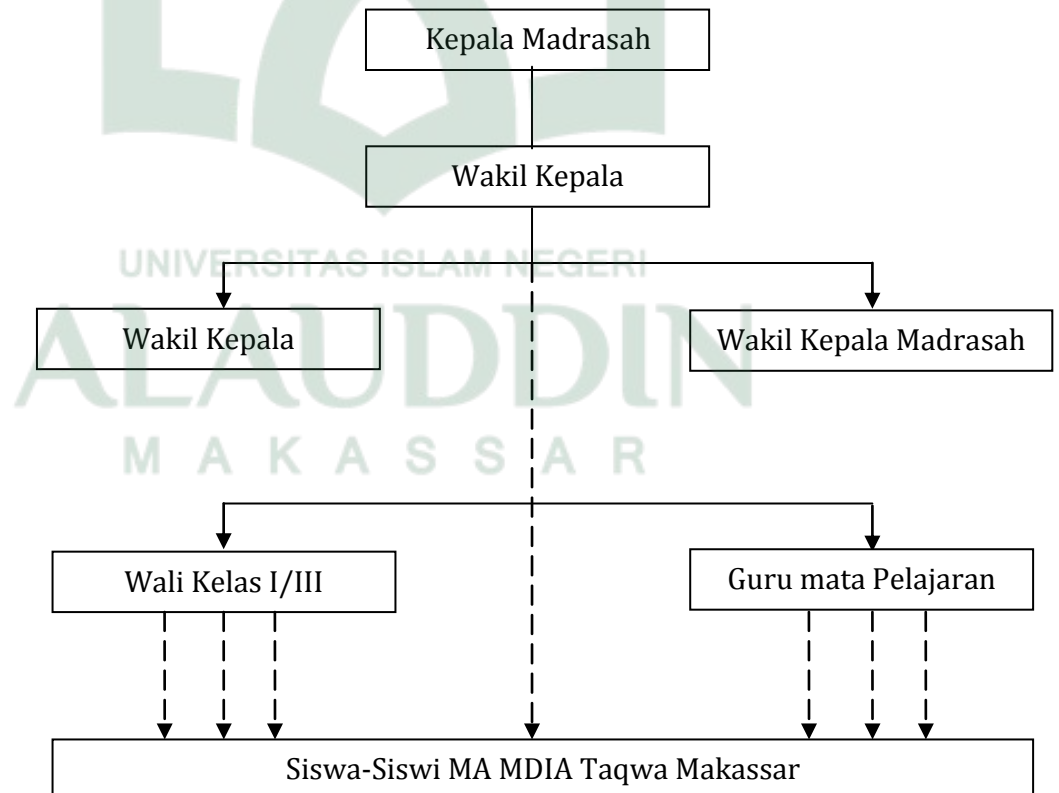 Kepala Madrasah
Wakil Kepala
UNIVERSITAS ISLAM NEGERI
Wakil Kepala
Wakil Kepala Madrasah
ALAUDDIN
MAKASSAR
Wali Kelas I/III
Guru mata Pelajaran
Siswa-Siswi MA MDIA Taqwa Makassar